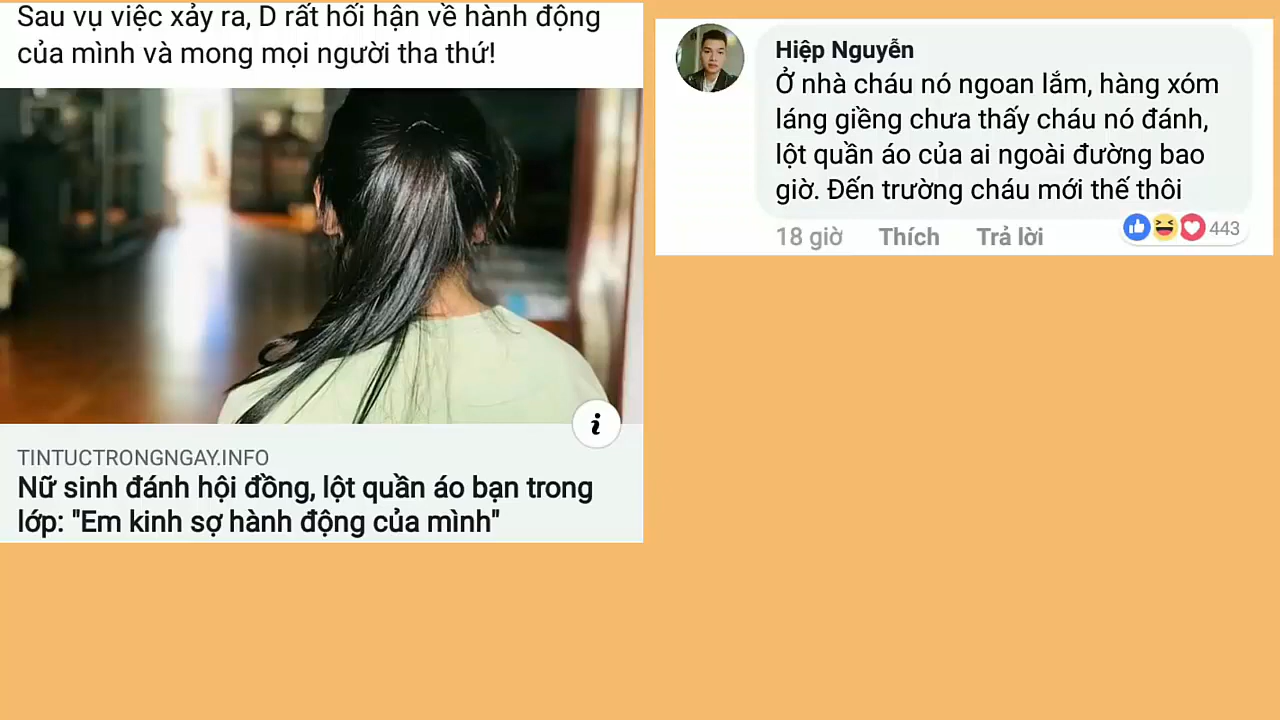 Sau vụ việc xảy ra, D rất hối hận về hành động
của mình và mong mọi người tha thứ!
i
TINTUCTRONGNGAY.INFO
Nữ sinh đánh hội đồng, lột quần áo bạn trong
lớp: "Em kinh sợ hành động của mình"
Hiệp Nguyễn
Ở nhà cháu nó ngoan lắm, hàng xóm
láng giềng chưa thấy cháu nó đánh,
lột quần áo của ai ngoài đường bao
giờ. Đến trường cháu mới thế thôi
18 giờ Thích Trả lời 443